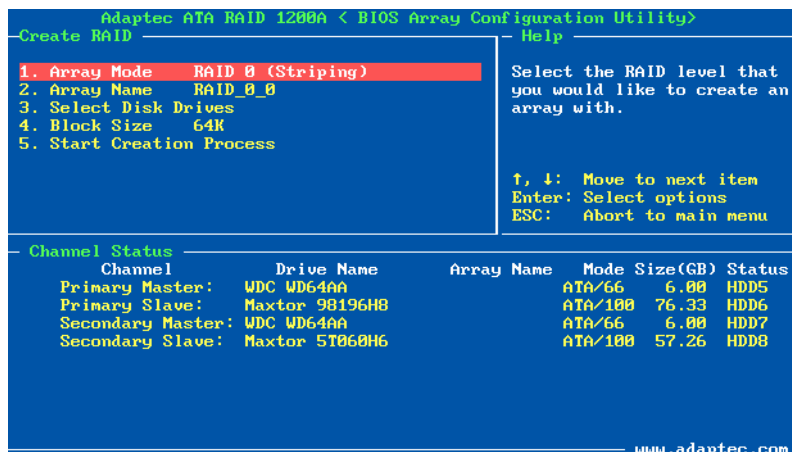 Adaptec ATA RAID 1200A < BIOS Array Configuration Utility>
Create RAID
1. Array Mode RAID 0 (Striping)
2. Array Name RAID_0_0
3. Select Disk Drives
4. Block Size 64K
5. Start Creation Process
Help
Select the RAID level that
you would like to create an
array with.
↑, ↓: Move to next item
Enter: Select options
ESC: Abort to main menu
Channel Status
Channel Drive Name Array Name Mode Size(GB) Status
Primary Master: WDC WD64AA ATA/66 6.00 HDD5
Primary Slave: Maxtor 98196H8 ATA/100 76.33 HDD6
Secondary Master: WDC WD64AA ATA/66 6.00 HDD7
Secondary Slave: Maxtor 5T060H6 ATA/100 57.26 HDD8
www.adaptec.com